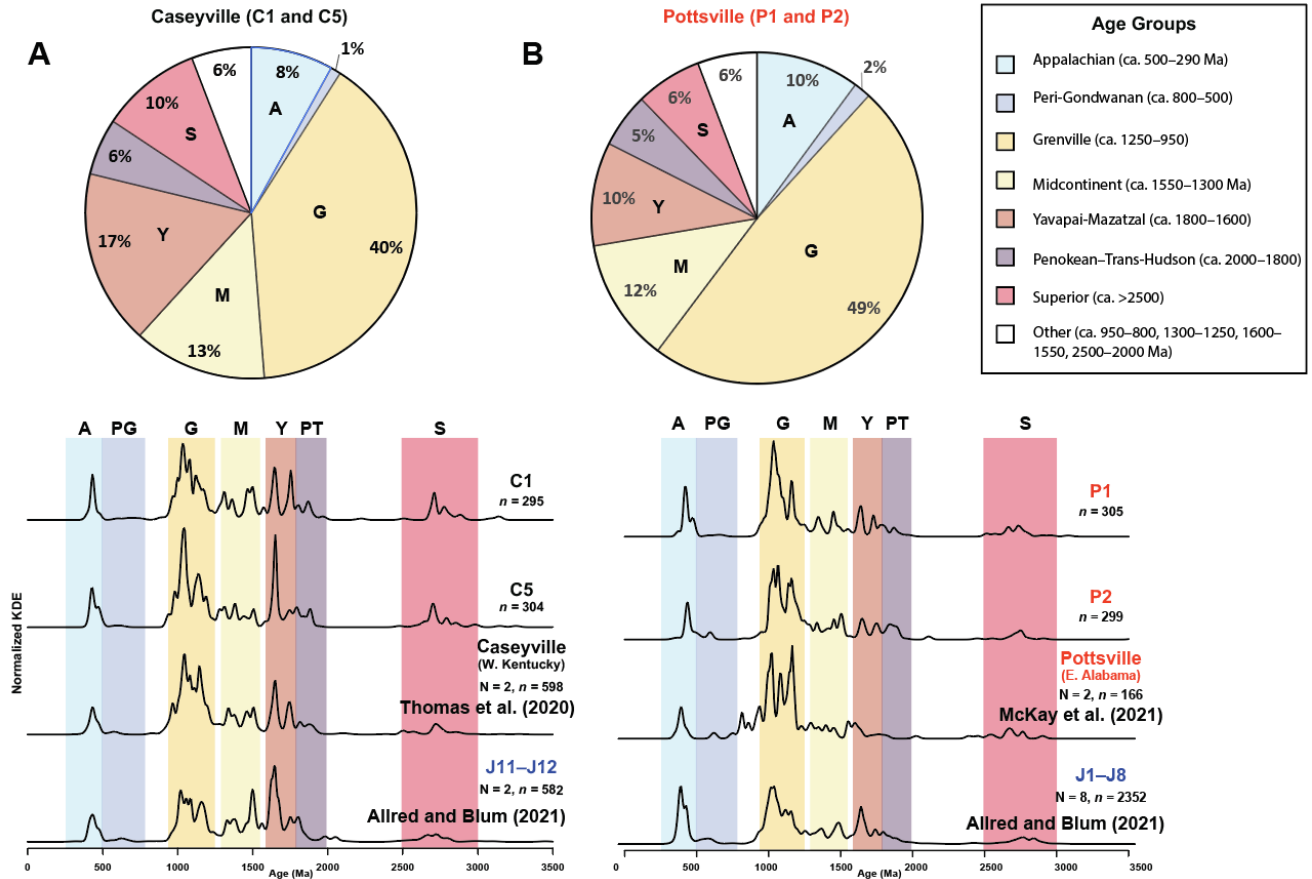 Caseyville (C1 and C5)
Pottsville (P1 and P2)
A
B
6%
8%
1%
10%
A
S
6%
17%
Y
G
40%
M
13%
6%
10%
2%
6%
A
S
5%
10%
Y
G
M
12%
49%
Age Groups
Appalachian (ca. 500–290 Ma)
Peri-Gondwanan (ca. 800–500)
Grenville (ca. 1250–950)
Midcontinent (ca. 1550–1300 Ma)
Yavapai-Mazatzal (ca. 1800–1600)
Penokean–Trans-Hudson (ca. 2000–1800)
Superior (ca. >2500)
Other (ca. 950–800, 1300–1250, 1600–
1550, 2500–2000 Ma)
A PG G M Y PT S
C1
n = 295
C5
n = 304
Caseyville
(W. Kentucky)
N = 2, n = 598
Thomas et al. (2020)
J11–J12
N = 2, n = 582
Allred and Blum (2021)
Normalized KDE
0 500 1000 1500 2000 2500 3000 3500
Age (Ma)
A PG G M Y PT S
P1
n = 305
P2
n = 299
Pottsville
(E. Alabama)
N = 2, n = 166
McKay et al. (2021)
J1–J8
N = 8, n = 2352
Allred and Blum (2021)
0 500 1000 1500 2000 2500 3000 3500
Age (Ma)